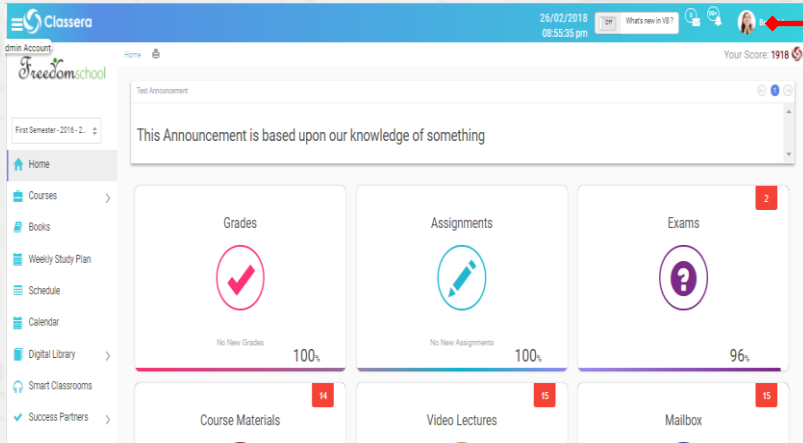 Classera
26/02/2018
08:55:35 pm
Off
What's new in V8 ?
99+
dmin Account
Freedomschool
Home
Your Score: 1918
Test Announcement
1
First Semester - 2016 - 2...
This Announcement is based upon our knowledge of something
Home
Courses
Books
Weekly Study Plan
Schedule
Calendar
Digital Library
Smart Classrooms
Success Partners
Grades
No New Grades
100%
Assignments
No New Assignments
100%
2
Exams
96%
14
Course Materials
15
Video Lectures
15
Mailbox